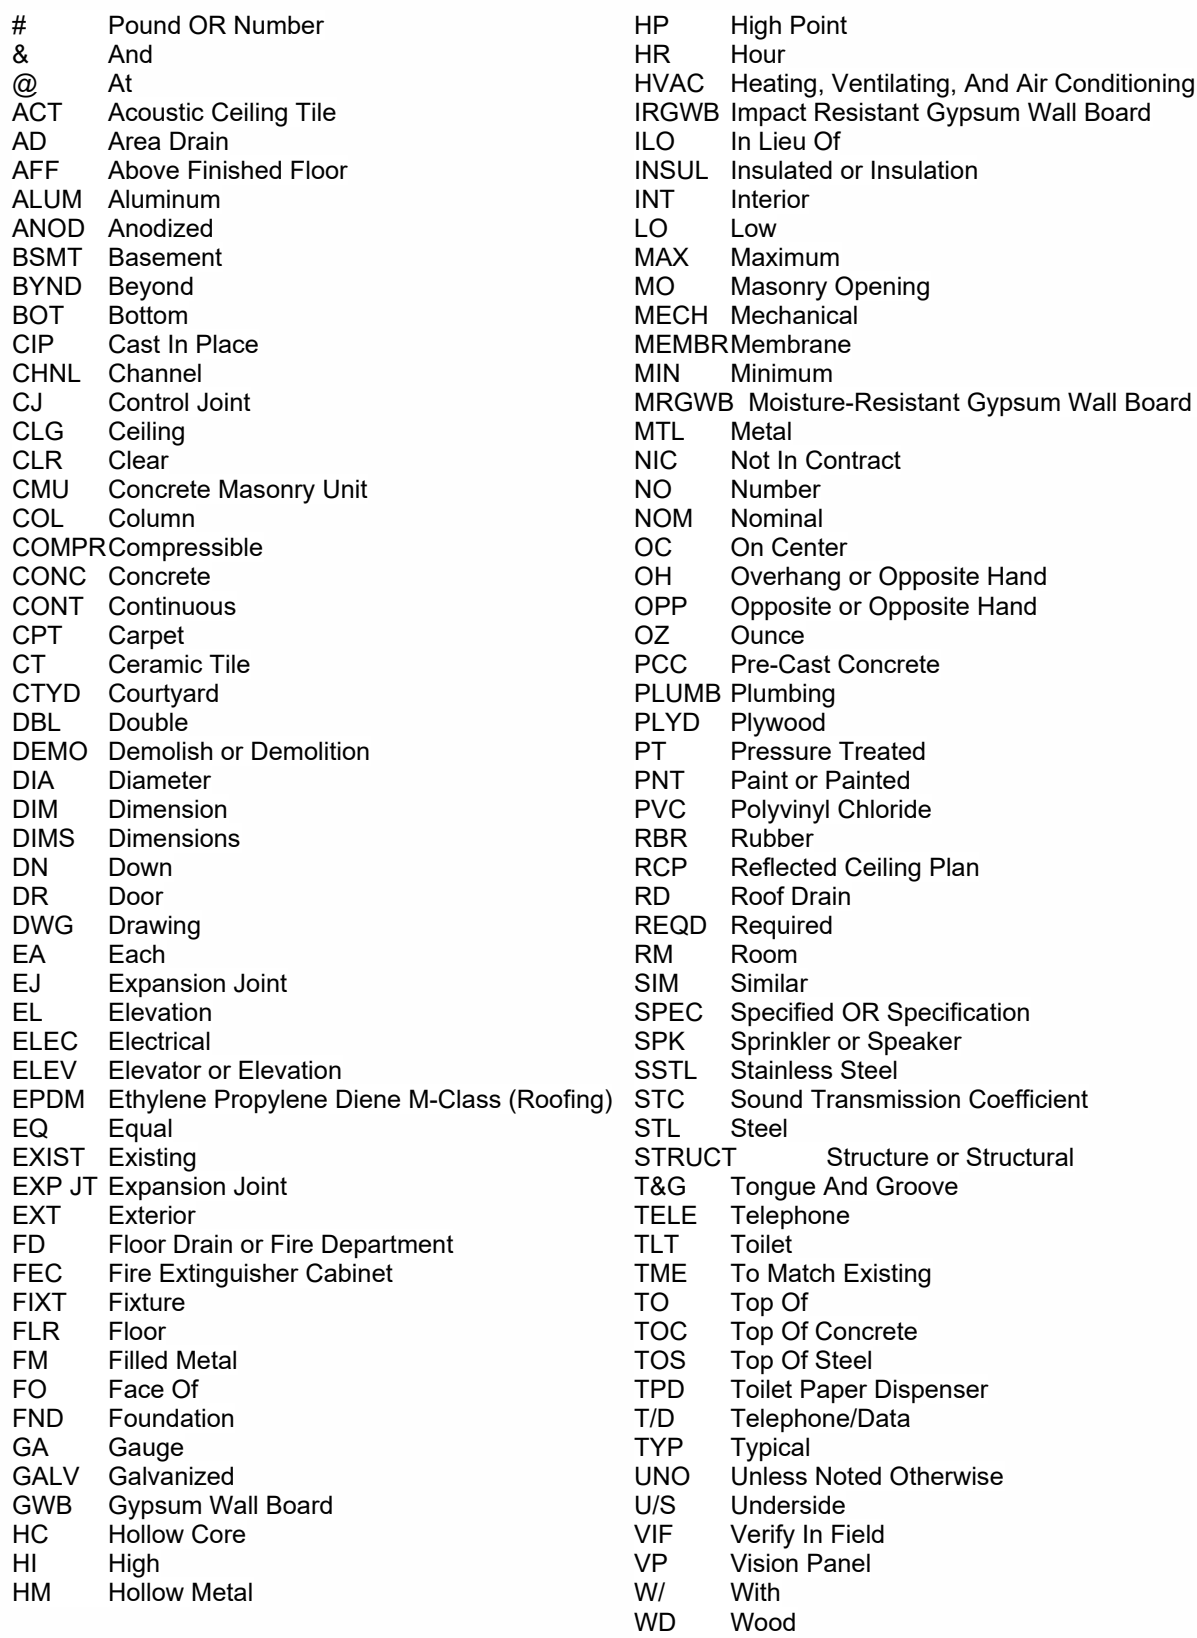 # Pound OR Number
& And
@ At
ACT Acoustic Ceiling Tile
AD Area Drain
AFF Above Finished Floor
ALUM Aluminum
ANOD Anodized
BSMT Basement
BYND Beyond
BOT Bottom
CIP Cast In Place
CHNL Channel
CJ Control Joint
CLG Ceiling
CLR Clear
CMU Concrete Masonry Unit
COL Column
COMPR Compressible
CONC Concrete
CONT Continuous
CPT Carpet
CT Ceramic Tile
CTYD Courtyard
DBL Double
DEMO Demolish or Demolition
DIA Diameter
DIM Dimension
DIMS Dimensions
DN Down
DR Door
DWG Drawing
EA Each
EJ Expansion Joint
EL Elevation
ELEC Electrical
ELEV Elevator or Elevation
EPDM Ethylene Propylene Diene M-Class (Roofing)
EQ Equal
EXIST Existing
EXP JT Expansion Joint
EXT Exterior
FD Floor Drain or Fire Department
FEC Fire Extinguisher Cabinet
FIXT Fixture
FLR Floor
FM Filled Metal
FO Face Of
FND Foundation
GA Gauge
GALV Galvanized
GWB Gypsum Wall Board
HC Hollow Core
HI High
HM Hollow Metal
HP High Point
HR Hour
HVAC Heating, Ventilating, And Air Conditioning
IRGWB Impact Resistant Gypsum Wall Board
ILO In Lieu Of
INSUL Insulated or Insulation
INT Interior
LO Low
MAX Maximum
MO Masonry Opening
MECH Mechanical
MEMBR Membrane
MIN Minimum
MRGWB Moisture-Resistant Gypsum Wall Board
MTL Metal
NIC Not In Contract
NO Number
NOM Nominal
OC On Center
OH Overhang or Opposite Hand
OPP Opposite or Opposite Hand
OZ Ounce
PCC Pre-Cast Concrete
PLUMB Plumbing
PLYD Plywood
PT Pressure Treated
PNT Paint or Painted
PVC Polyvinyl Chloride
RBR Rubber
RCP Reflected Ceiling Plan
RD Roof Drain
REQD Required
RM Room
SIM Similar
SPEC Specified OR Specification
SPK Sprinkler or Speaker
SSTL Stainless Steel
STC Sound Transmission Coefficient
STL Steel
STRUCT Structure or Structural
T&G Tongue And Groove
TELE Telephone
TLT Toilet
TME To Match Existing
TO Top Of
TOC Top Of Concrete
TOS Top Of Steel
TPD Toilet Paper Dispenser
T/D Telephone/Data
TYP Typical
UNO Unless Noted Otherwise
U/S Underside
VIF Verify In Field
VP Vision Panel
W/ With
WD Wood